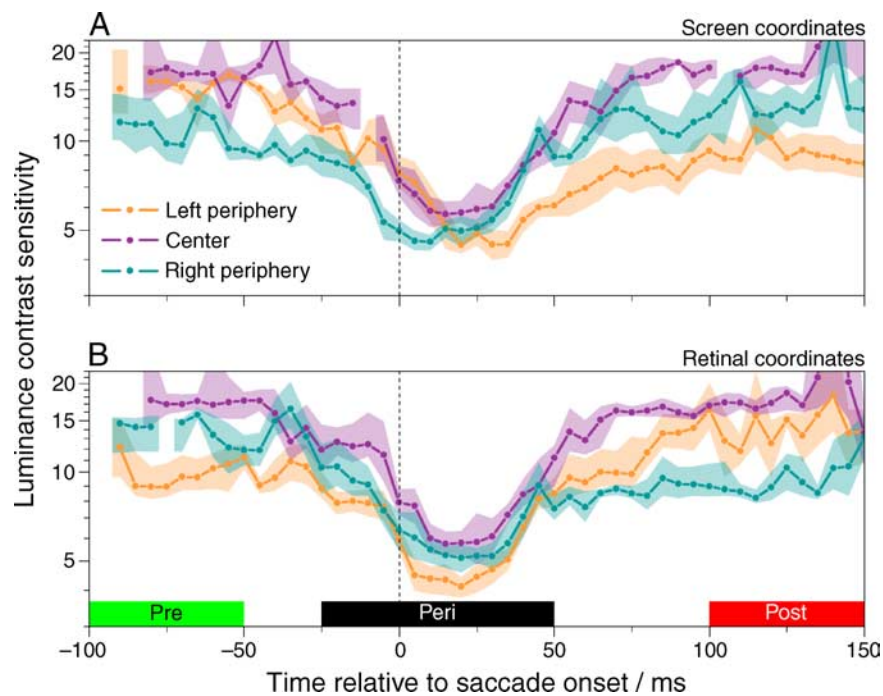 A
Screen coordinates
20
15
10
5
Left periphery
Center
Right periphery
Luminance contrast sensitivity
B
Retinal coordinates
20
15
10
5
Pre
Peri
Post
−100
−50
0
50
100
150
Time relative to saccade onset / ms